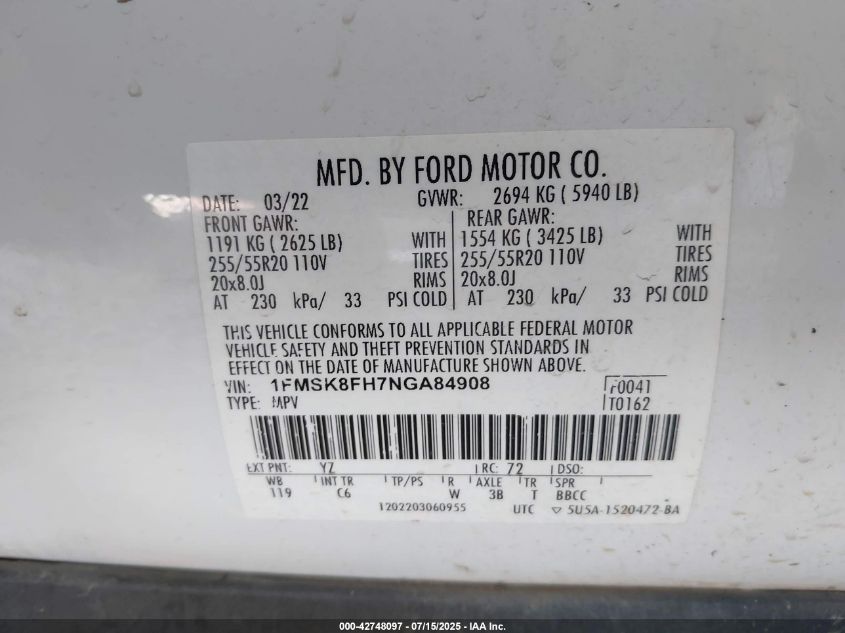 MFD. BY FORD MOTOR CO.
DATE: 03/22 GVWR: 2694 KG ( 5940 LB)
FRONT GAWR: REAR GAWR:
1191 KG ( 2625 LB) WITH 1554 KG ( 3425 LB) WITH
255/55R20 110V TIRES 255/55R20 110V TIRES
20x8.0J RIMS 20x8.0J RIMS
AT 230 kPa/ 33 PSI COLD AT 230 kPa/ 33 PSI COLD
THIS VEHICLE CONFORMS TO ALL APPLICABLE FEDERAL MOTOR
VEHICLE SAFETY AND THEFT PREVENTION STANDARDS IN
EFFECT ON THE DATE OF MANUFACTURE SHOWN ABOVE.
VIN: 1FMSK8FH7NGA84908 F0041
TYPE: MPV T0162
EXT PNT: YZ RC: 72 DSO:
WB INT TR TP/PS R AXLE TR SPR
119 C6 W 3B T BBCC
1202203060955 UTC ▽ 5U5A-1520472-BA
000-42748097 - 07/15/2025 - IAA Inc.